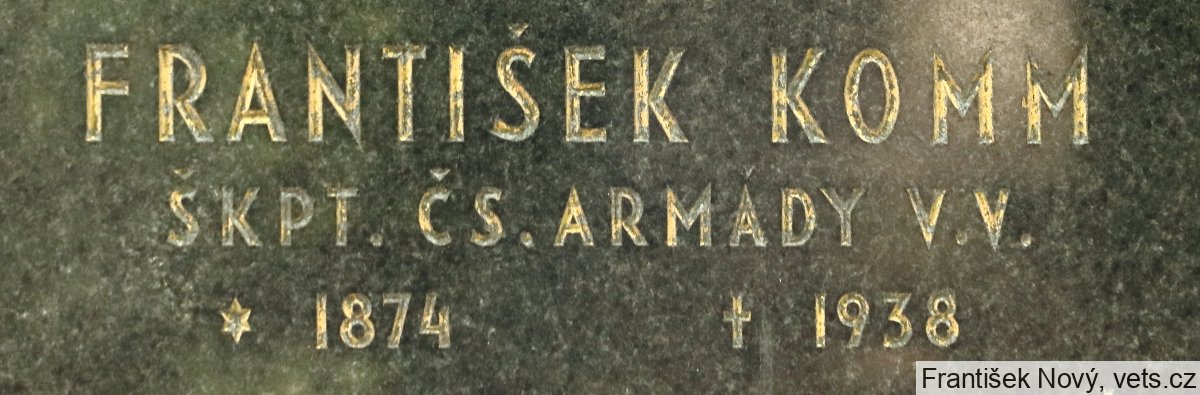 FRANTIŠEK KOMM
ŠKPT. ČS. ARMÁDY V.V.
* 1874 † 1938
František Nový, vets.cz